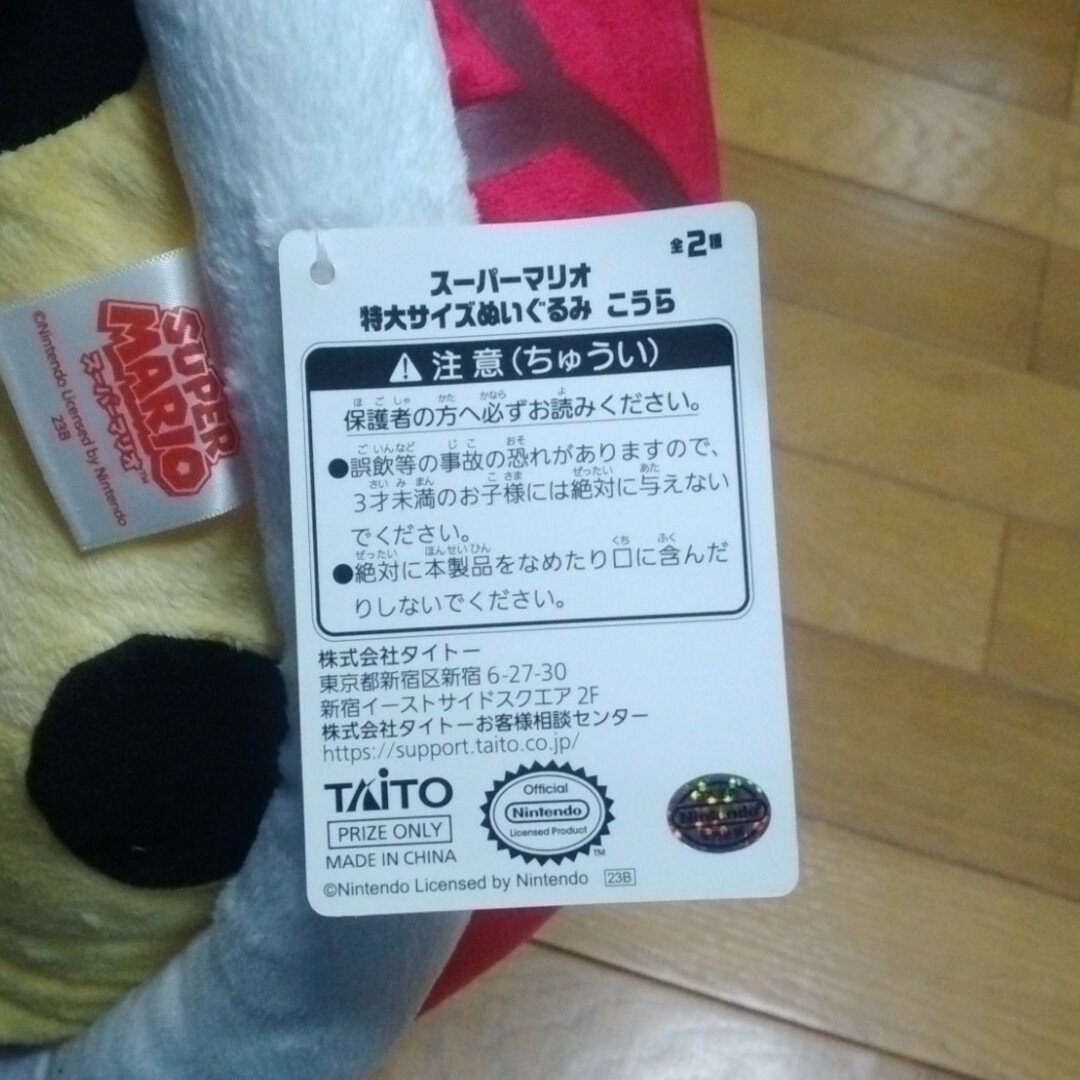 全2種
スーパーマリオ
特大サイズぬいぐるみ こうら
注意(ちゅうい)
保護者の方へ必ずお読みください。
●誤飲等の事故の恐れがありますので、
3才未満のお子様には絶対に与えない
でください。
●絶対に本製品をなめたり口に含んだ
りしないでください。
株式会社タイトー
東京都新宿区新宿 6-27-30
新宿イーストサイドスクエア 2F
株式会社タイトーお客様相談センター
https://support.taito.co.jp/
TAITO
PRIZE ONLY
MADE IN CHINA
Official
Nintendo
Licensed Product
TM
Nintendo
©Nintendo Licensed by Nintendo 23B
SUPER
MARIO
スーパーマリオ
TM
©Nintendo Licensed by Nintendo
23B